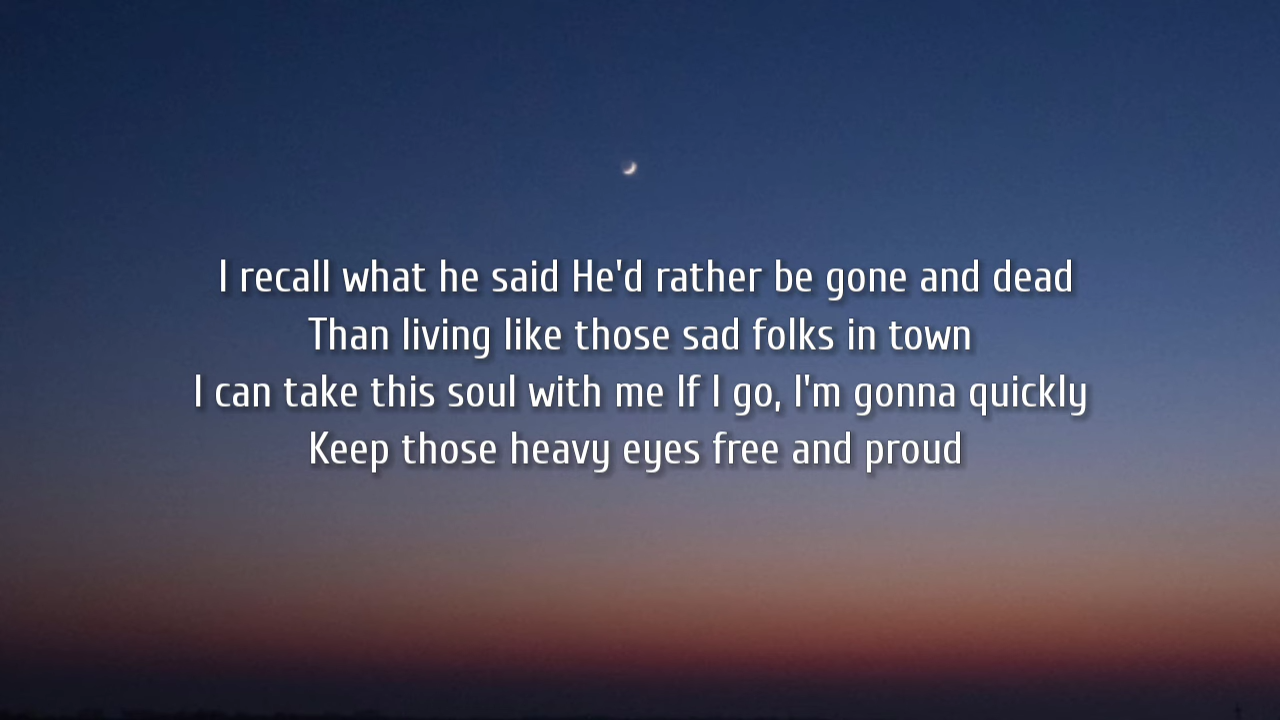 I recall what he said He'd rather be gone and dead
Than living like those sad folks in town
I can take this soul with me If I go, I'm gonna quickly
Keep those heavy eyes free and proud